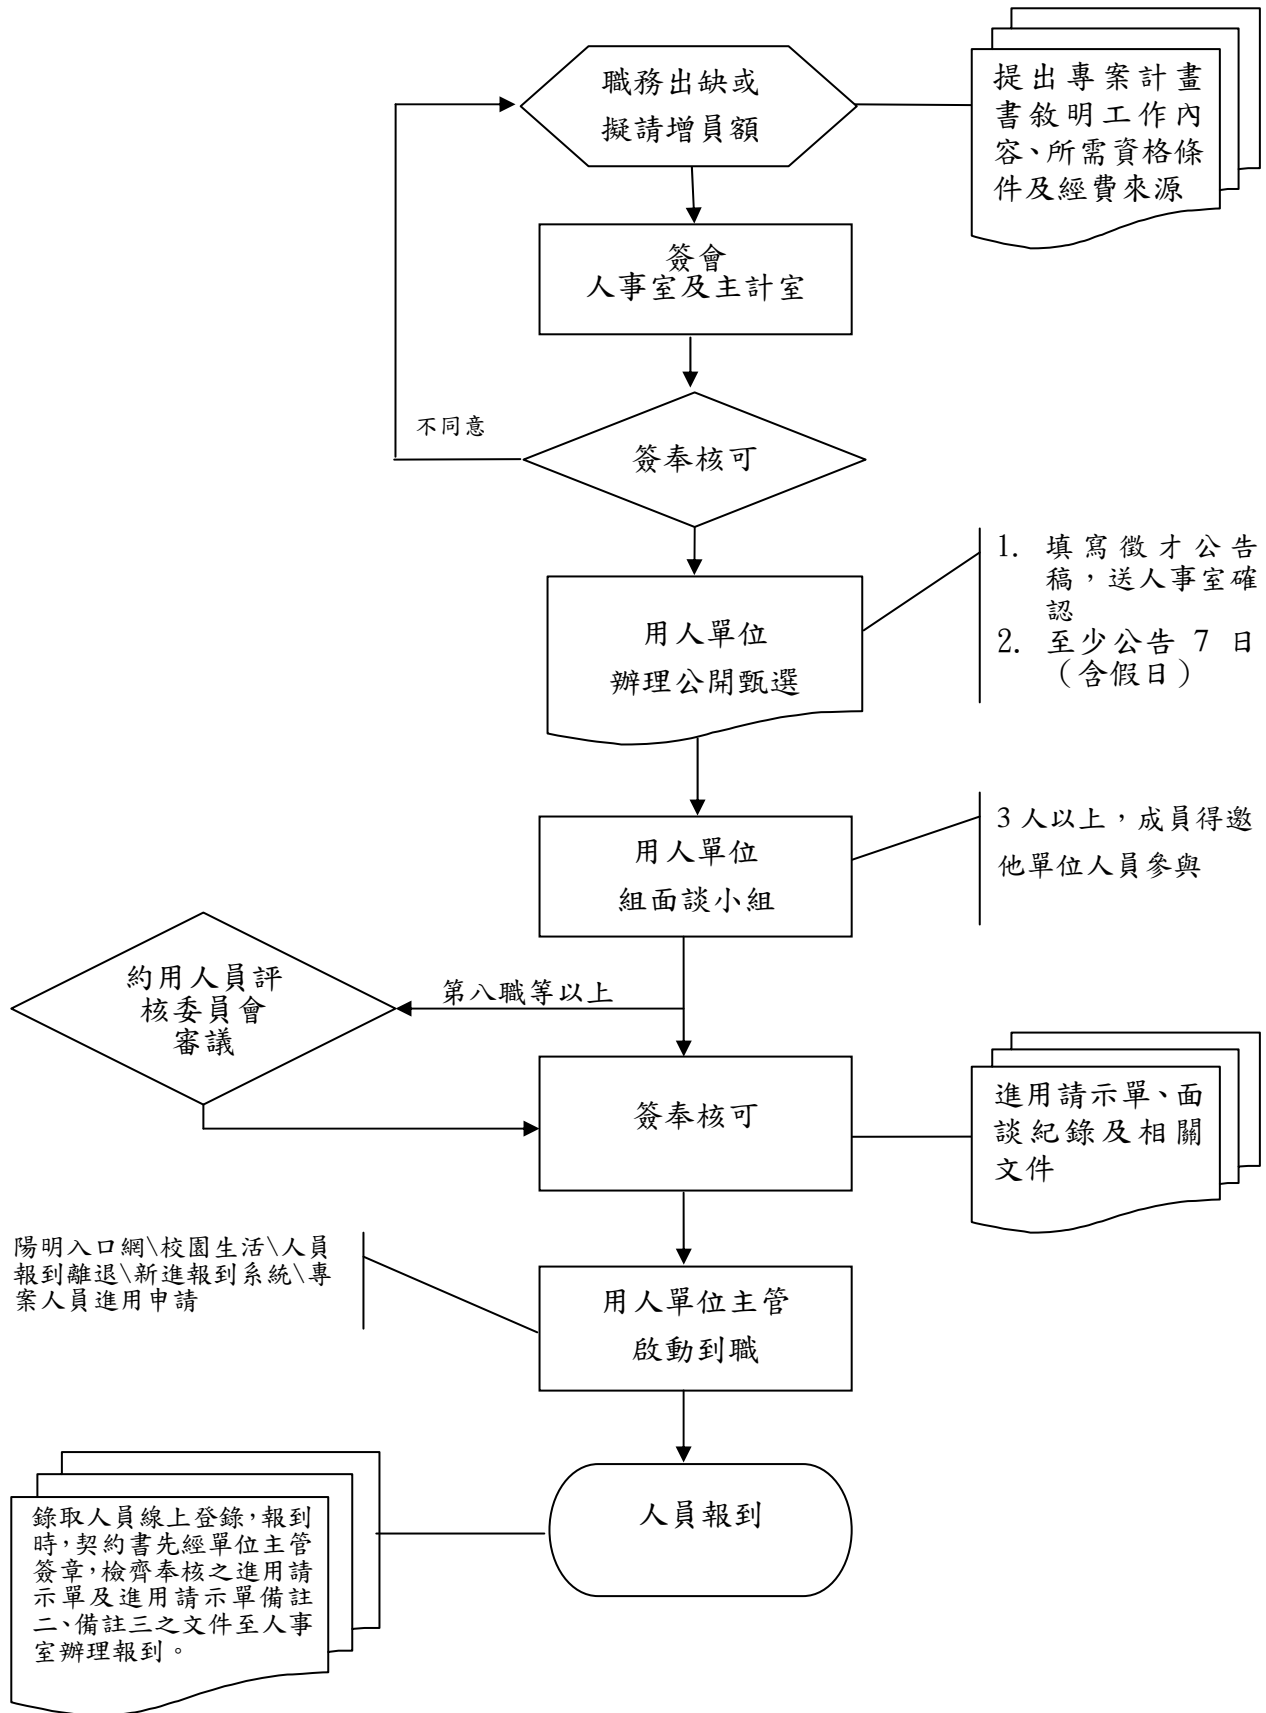 職務出缺或
擬請增員額
提出專案計畫
書敘明工作內
容、所需資格條
件及經費來源
簽會
人事室及主計室
不同意
簽奉核可
用人單位
辦理公開甄選
1. 填寫徵才公告
稿，送人事室確
認
2. 至少公告 7 日
（含假日）
用人單位
組面談小組
3 人以上，成員得邀
他單位人員參與
約用人員評
核委員會
審議
第八職等以上
簽奉核可
進用請示單、面
談紀錄及相關
文件
陽明入口網\校園生活\人員
報到離退\新進報到系統\專
案人員進用申請
用人單位主管
啟動到職
人員報到
錄取人員線上登錄，報到
時，契約書先經單位主管
簽章，檢齊奉核之進用請
示單及進用請示單備註
二、備註三之文件至人事
室辦理報到。